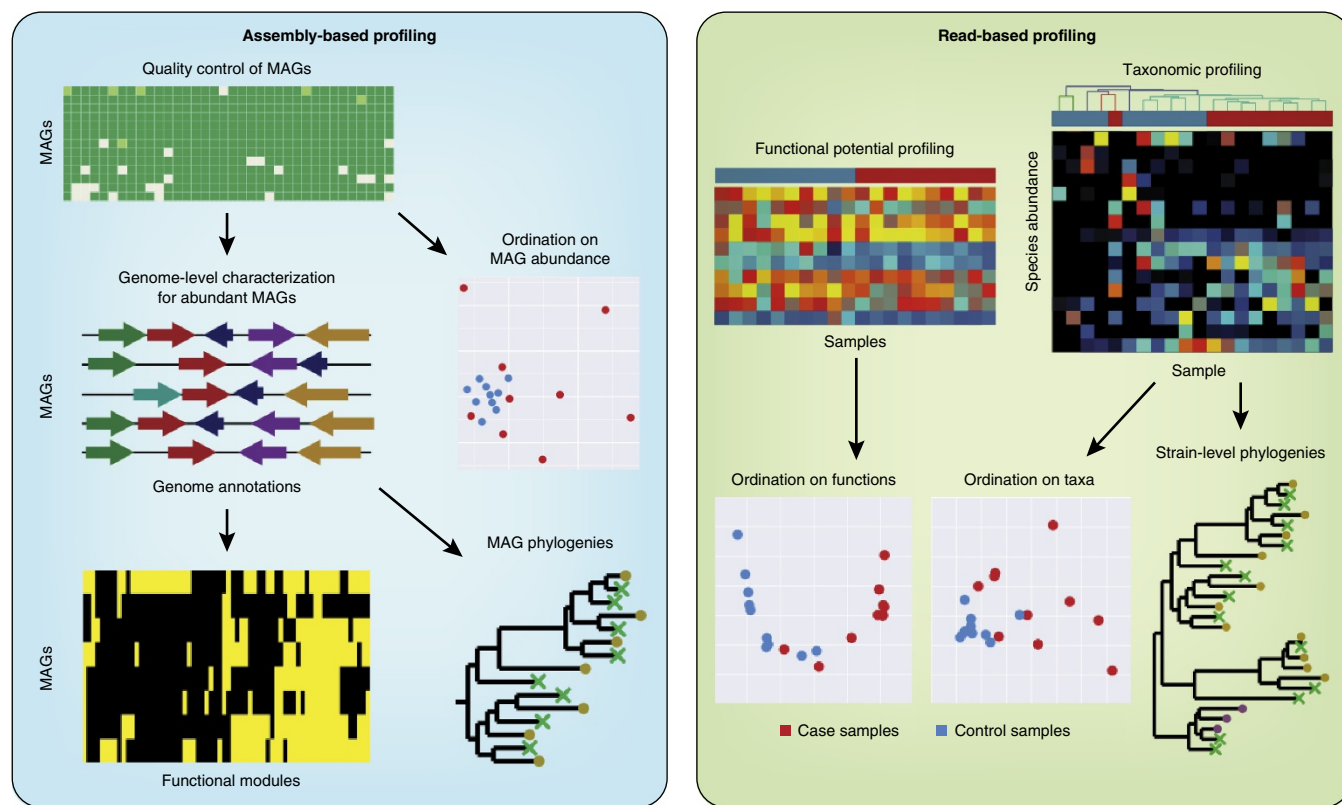 Assembly-based profiling
Quality control of MAGs
MAGs
Ordination on
MAG abundance
Genome-level characterization
for abundant MAGs
MAGs
Genome annotations
MAG phylogenies
MAGs
Functional modules
Read-based profiling
Taxonomic profiling
Functional potential profiling
Species abundance
Samples
Sample
Strain-level phylogenies
Ordination on functions
Ordination on taxa
Case samples
Control samples